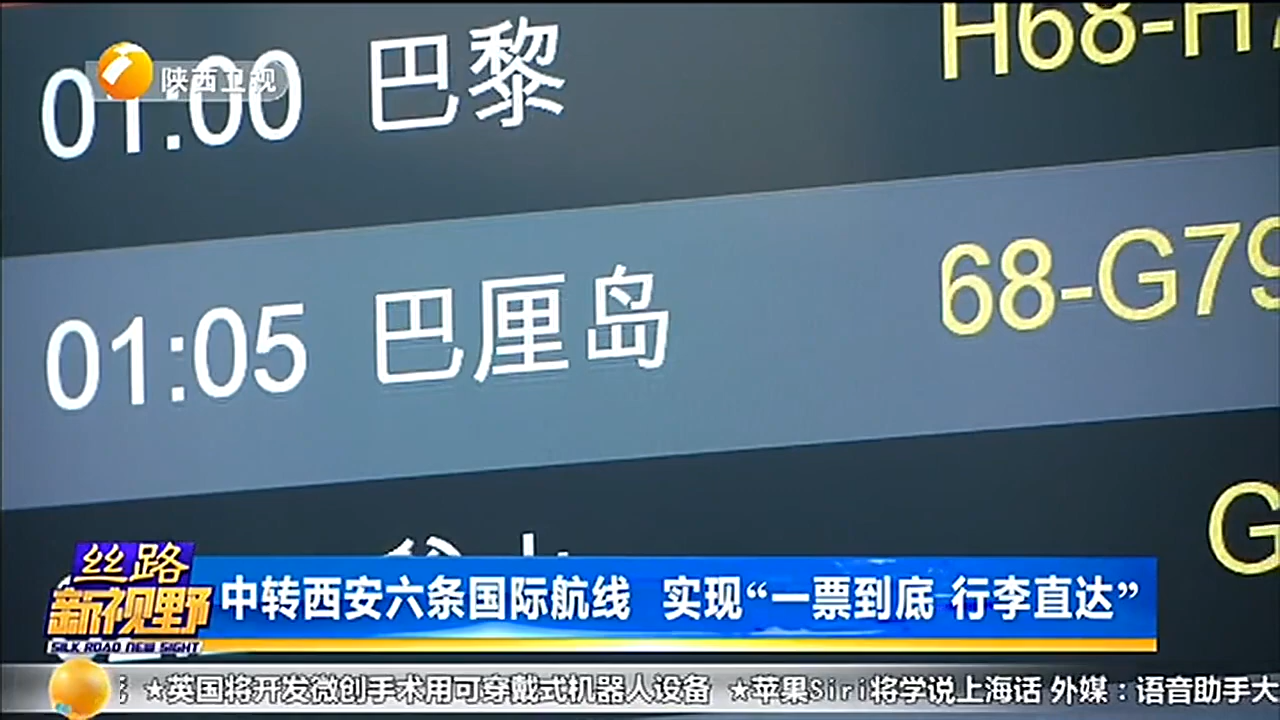 01:00 巴黎 H68-H7
陕西卫视
01:05 巴厘岛 68-G79
G
丝路
新视野
SILK ROAD NEW SIGHT
中转西安六条国际航线 实现“一票到底 行李直达”
★英国将开发微创手术用可穿戴式机器人设备 ★苹果Siri将学说上海话 外媒：语音助手大